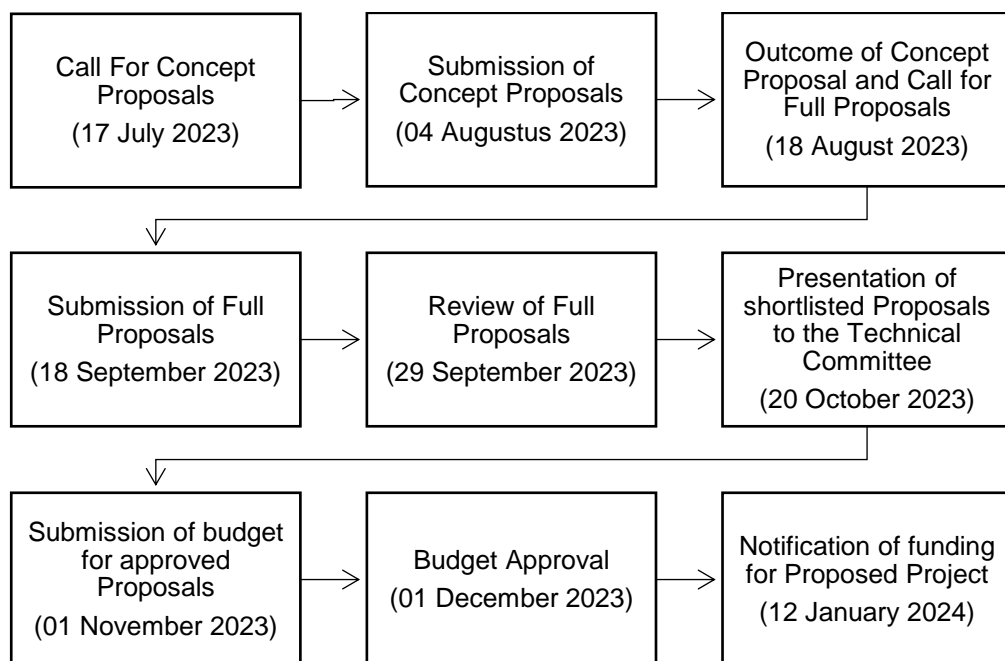 Call For Concept
Proposals
(17 July 2023)
Submission of
Concept Proposals
(04 Augustus 2023)
Outcome of Concept
Proposal and Call for
Full Proposals
(18 August 2023)
Submission of Full
Proposals
(18 September 2023)
Review of Full
Proposals
(29 September 2023)
Presentation of
shortlisted Proposals
to the Technical
Committee
(20 October 2023)
Submission of budget
for approved
Proposals
(01 November 2023)
Budget Approval
(01 December 2023)
Notification of funding
for Proposed Project
(12 January 2024)